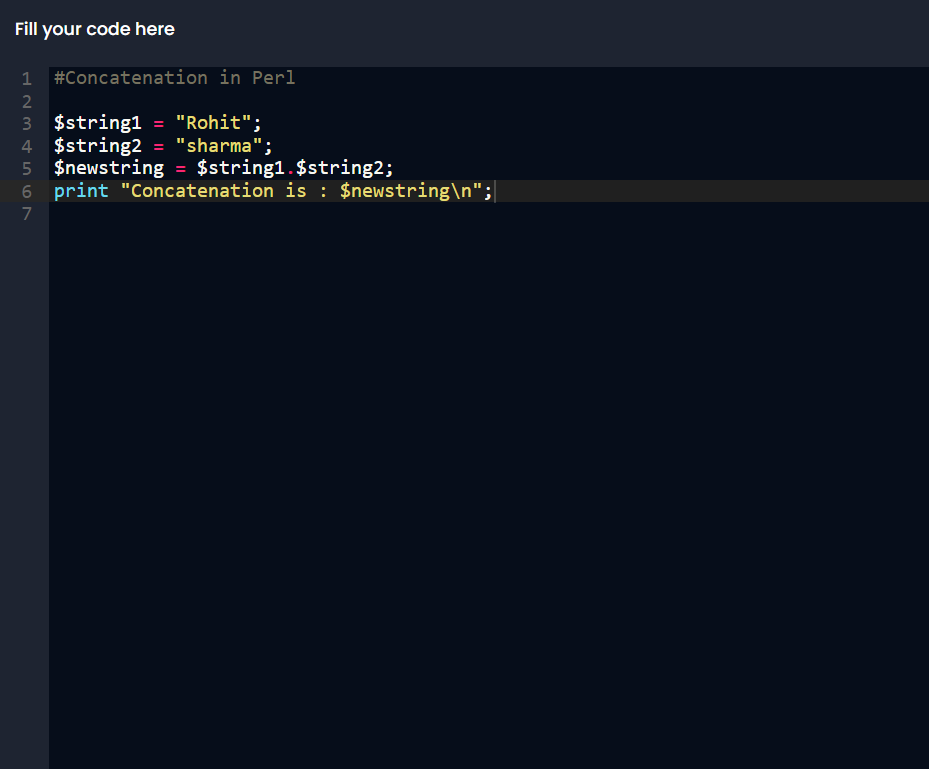 Fill your code here
1 #Concatenation in Perl
2
3 $string1 = "Rohit";
4 $string2 = "sharma";
5 $newstring = $string1.$string2;
6 print "Concatenation is : $newstring\n";
7